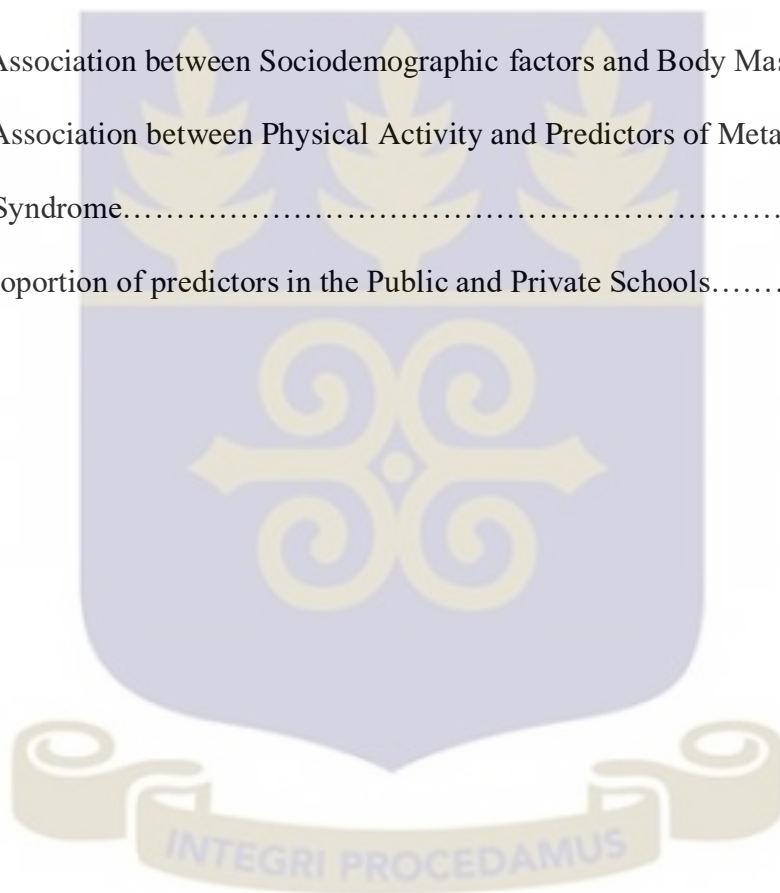 Association between Sociodemographic factors and Body Mas
Association between Physical Activity and Predictors of Meta
Syndrome……………………………………………………………
oportion of predictors in the Public and Private Schools…….
INTEGRI PROCEDAMUS